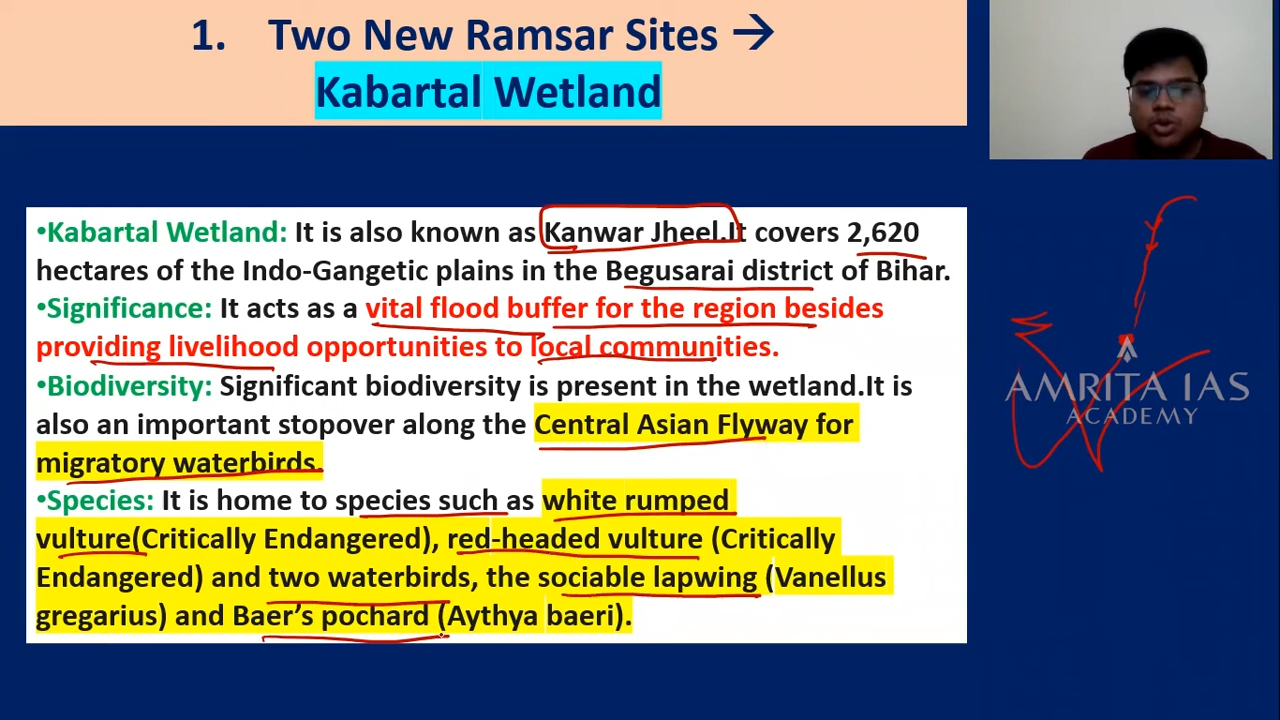 1. Two New Ramsar Sites →
Kabartal Wetland
•Kabartal Wetland: It is also known as Kanwar Jheel.It covers 2,620
hectares of the Indo-Gangetic plains in the Begusarai district of Bihar.
•Significance: It acts as a vital flood buffer for the region besides
providing livelihood opportunities to local communities.
•Biodiversity: Significant biodiversity is present in the wetland.It is
also an important stopover along the Central Asian Flyway for
migratory waterbirds.
•Species: It is home to species such as white rumped
vulture(Critically Endangered), red-headed vulture (Critically
Endangered) and two waterbirds, the sociable lapwing (Vanellus
gregarius) and Baer’s pochard (Aythya baeri).
AMRITA IAS
ACADEMY